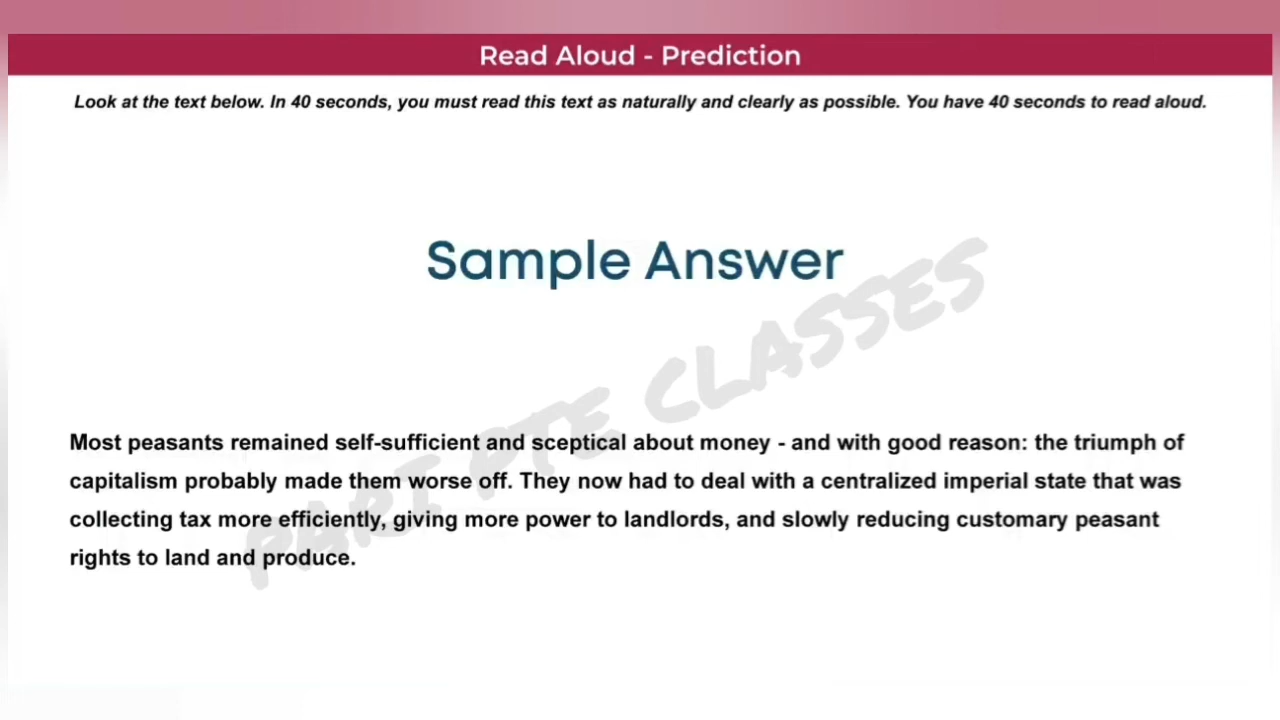 Read Aloud - Prediction
Look at the text below. In 40 seconds, you must read this text as naturally and clearly as possible. You have 40 seconds to read aloud.
Sample Answer
PARI PTE CLASSES
Most peasants remained self-sufficient and sceptical about money - and with good reason: the triumph of
capitalism probably made them worse off. They now had to deal with a centralized imperial state that was
collecting tax more efficiently, giving more power to landlords, and slowly reducing customary peasant
rights to land and produce.